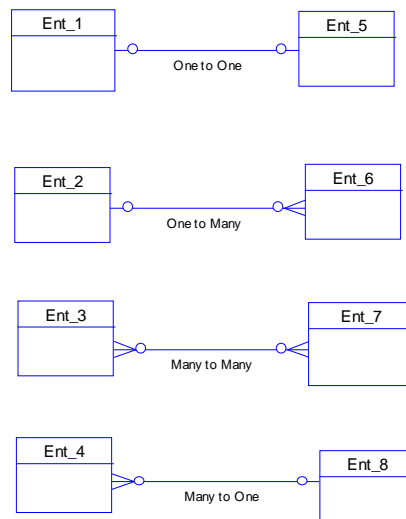 Ent_1
Ent_5
One to One
Ent_2
Ent_6
One to Many
Ent_3
Ent_7
Many to Many
Ent_4
Ent_8
Many to One